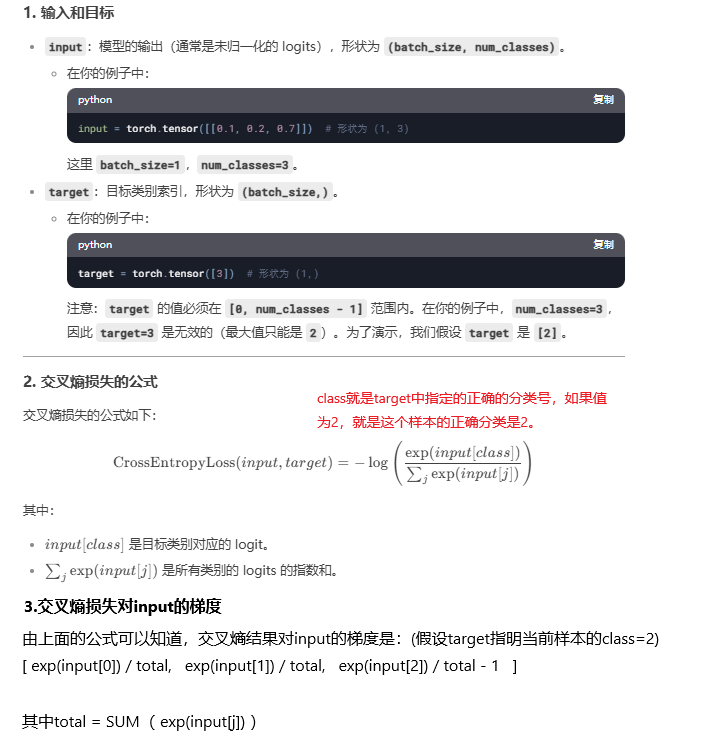 1. 输入和目标
input：模型的输出（通常是未归一化的 logits），形状为 (batch_size, num_classes)。
在你的例子中：
python 复制
input = torch.tensor([[0.1, 0.2, 0.7]]) # 形状为 (1, 3)
这里 batch_size=1，num_classes=3。
target：目标类别索引，形状为 (batch_size,)。
在你的例子中：
python 复制
target = torch.tensor([3]) # 形状为 (1,)
注意：target 的值必须在 [0, num_classes - 1] 范围内。在你的例子中，num_classes=3，
因此 target=3 是无效的（最大值只能是 2）。为了演示，我们假设 target 是 [2]。
2. 交叉熵损失的公式
class就是target中指定的正确的分类号，如果值
为2，就是这个样本的正确分类是2。
交叉熵损失的公式如下：
CrossEntropyLoss(input, target) = − log ( exp(input[class]) / ∑_j exp(input[j]) )
其中：
input[class] 是目标类别对应的 logit。
∑_j exp(input[j]) 是所有类别的 logits 的指数和。
3.交叉熵损失对input的梯度
由上面的公式可以知道，交叉熵结果对input的梯度是：(假设target指明当前样本的class=2)
[ exp(input[0]) / total, exp(input[1]) / total, exp(input[2]) / total - 1 ]
其中total = SUM（ exp(input[j]) ）